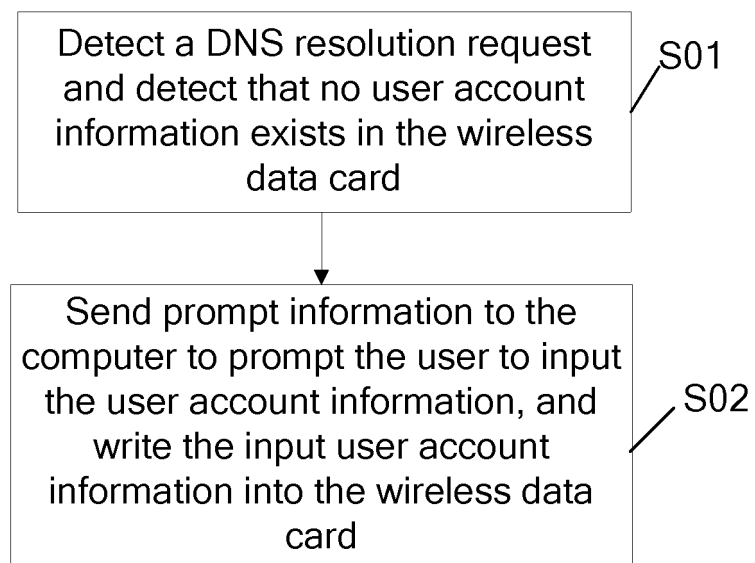 Detect a DNS resolution request
and detect that no user account
information exists in the wireless
data card
S01
Send prompt information to the
computer to prompt the user to input
the user account information, and
write the input user account
information into the wireless data
card
S02